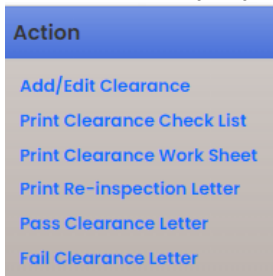 Action
Add/Edit Clearance
Print Clearance Check List
Print Clearance Work Sheet
Print Re-inspection Letter
Pass Clearance Letter
Fail Clearance Letter